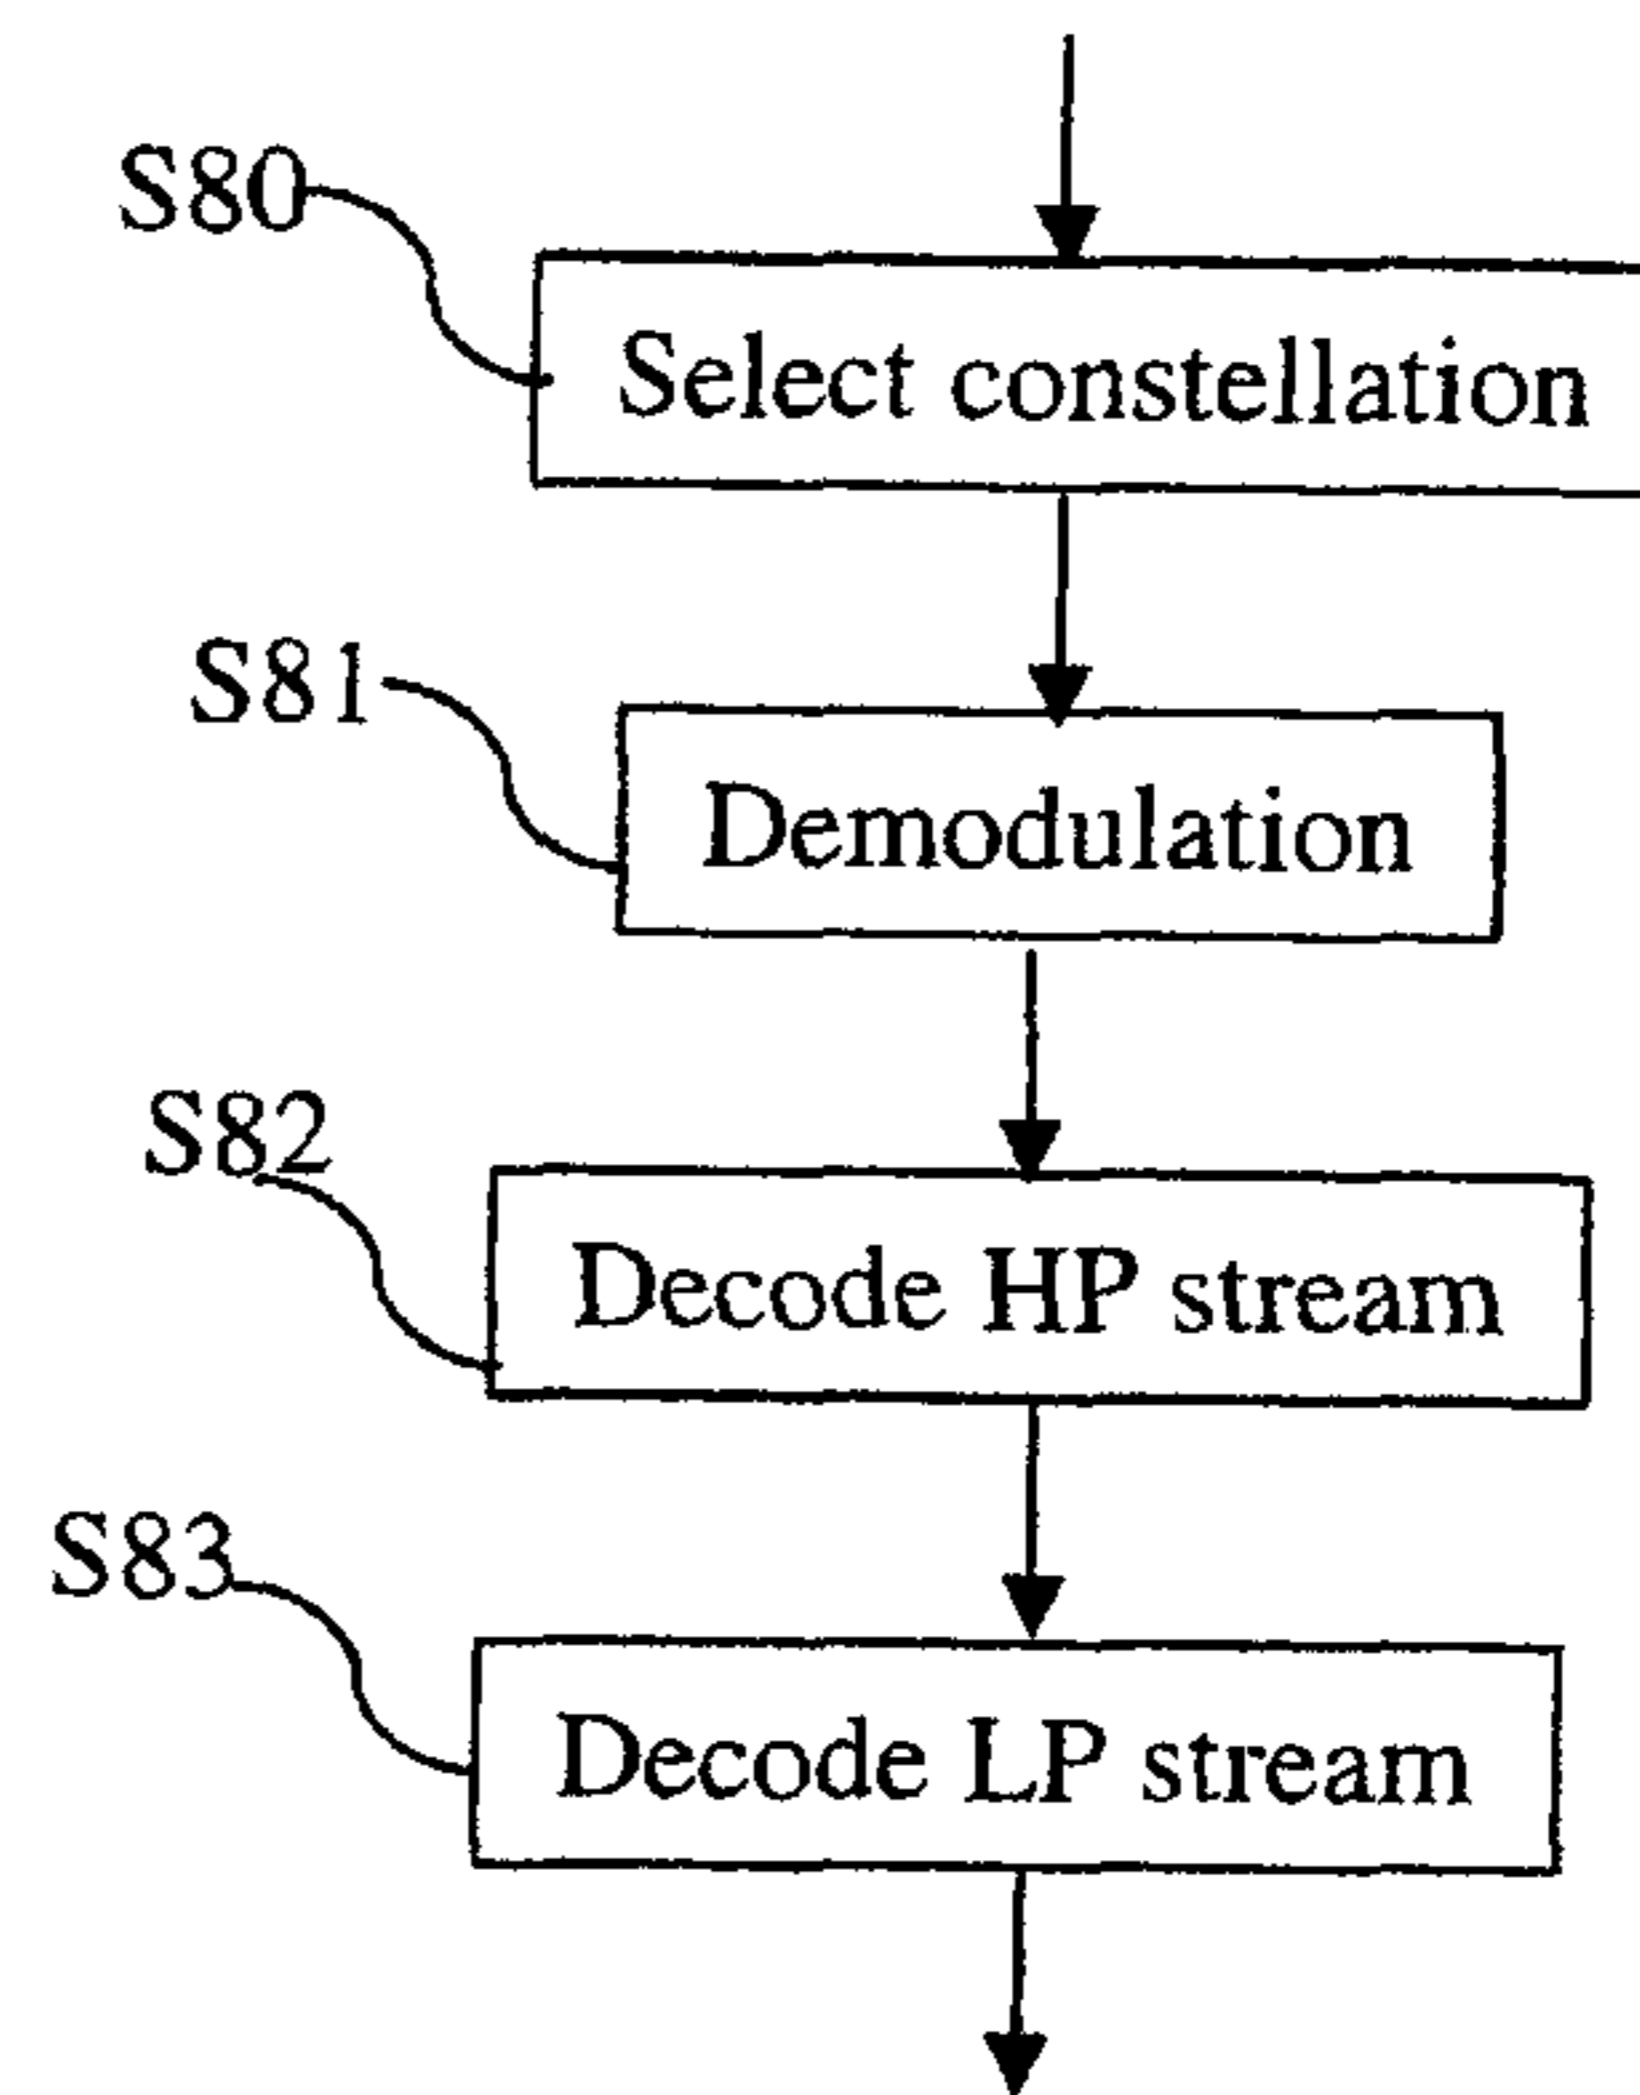 S80
Select constellation
S81
Demodulation
S82
Decode HP stream
S83
Decode LP stream